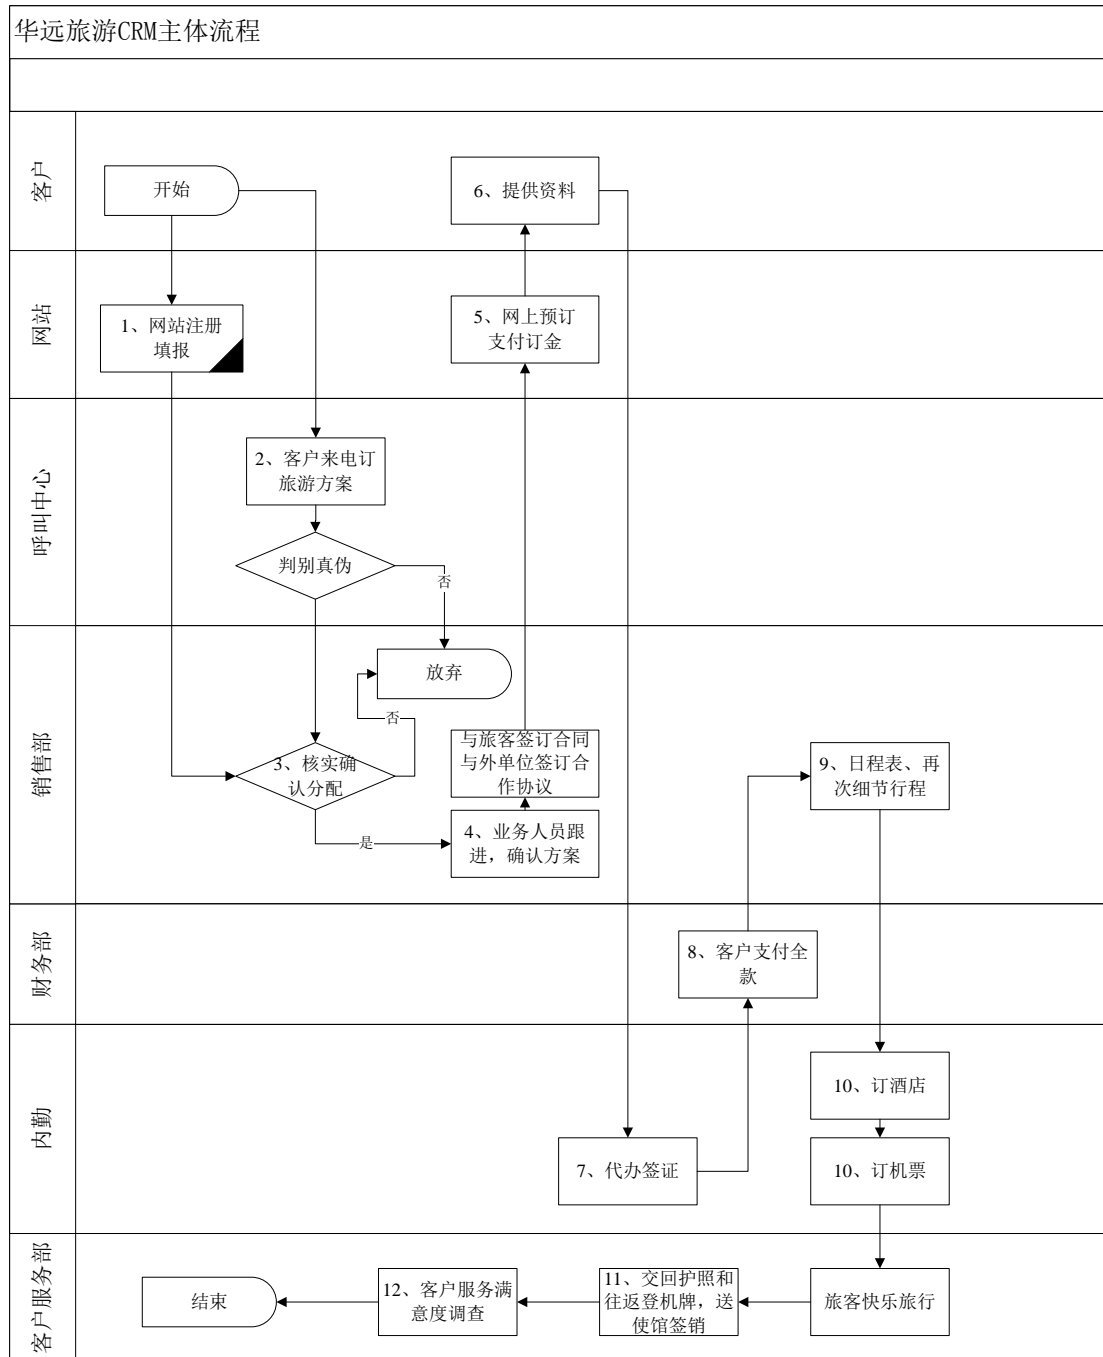 华远旅游CRM主体流程
客户
开始
6、提供资料
网站
1、网站注册
填报
5、网上预订
支付订金
呼叫中心
2、客户来电订
旅游方案
判别真伪
否
销售部
放弃
否
与旅客签订合同
与外单位签订合
作协议
3、核实确
认分配
是
4、业务人员跟
进，确认方案
9、日程表、再
次细节行程
财务部
8、客户支付全
款
内勤
10、订酒店
7、代办签证
10、订机票
客户服务部
结束
12、客户服务满
意度调查
11、交回护照和
往返登机牌，送
使馆签销
旅客快乐旅行